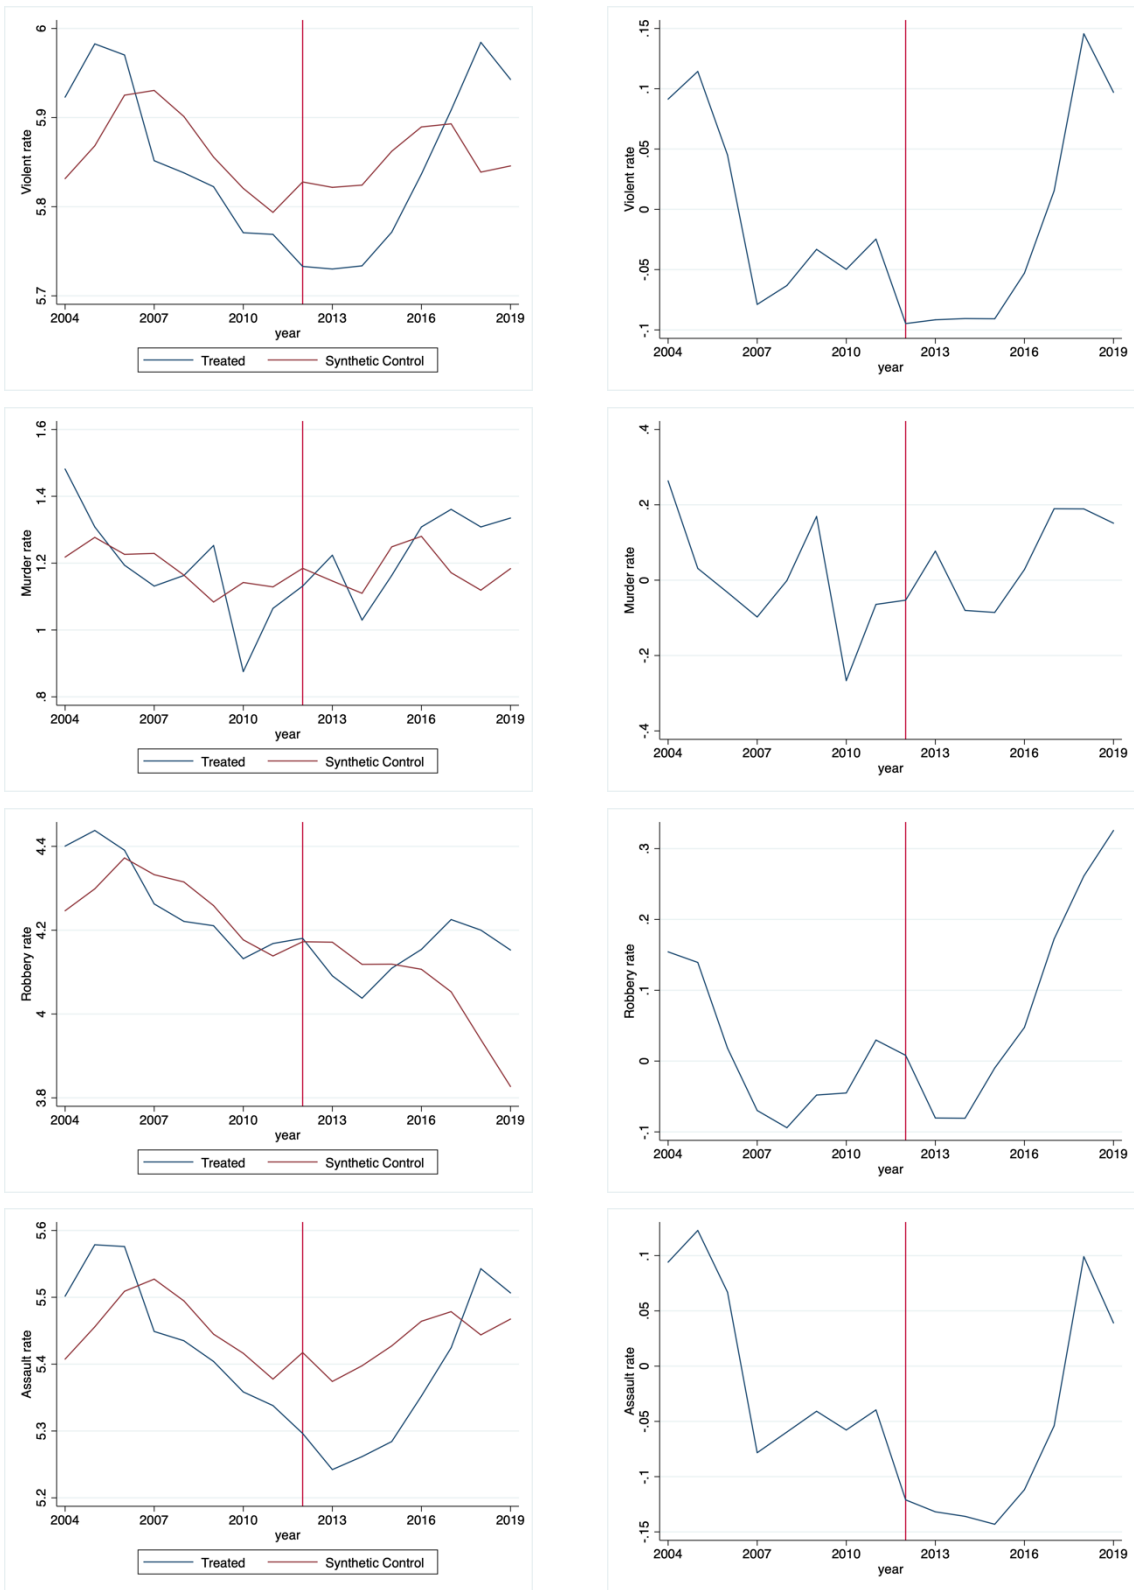 Violent rate
6
5.9
5.8
5.7
2004 2007 2010 2013 2016 2019
year
Treated Synthetic Control
Violent rate
.15
.1
.05
0
-.05
-.1
2004 2007 2010 2013 2016 2019
year
Murder rate
1.6
1.4
1.2
1
.8
2004 2007 2010 2013 2016 2019
year
Treated Synthetic Control
Murder rate
.4
.2
0
-.2
-.4
2004 2007 2010 2013 2016 2019
year
Robbery rate
4.4
4.2
4
3.8
2004 2007 2010 2013 2016 2019
year
Treated Synthetic Control
Robbery rate
.3
.2
.1
0
-.1
2004 2007 2010 2013 2016 2019
year
Assault rate
5.6
5.5
5.4
5.3
5.2
2004 2007 2010 2013 2016 2019
year
Treated Synthetic Control
Assault rate
.1
.05
0
-.05
-.1
-.15
2004 2007 2010 2013 2016 2019
year